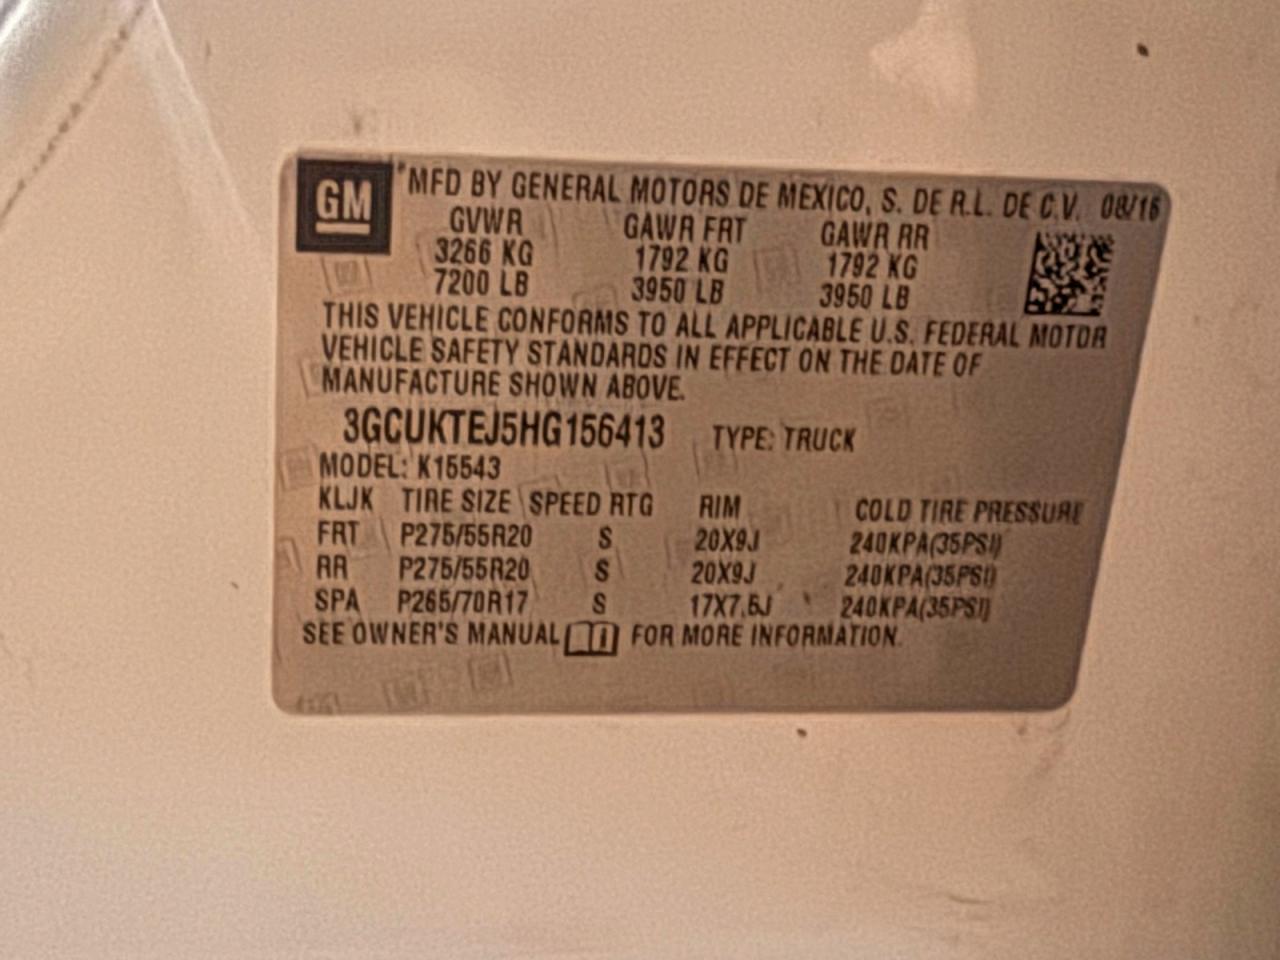 GM
*MFD BY GENERAL MOTORS DE MEXICO, S. DE R.L. DE C.V. 08/16
GVWR GAWR FRT GAWR RR
3266 KG 1792 KG 1792 KG
7200 LB 3950 LB 3950 LB
THIS VEHICLE CONFORMS TO ALL APPLICABLE U.S. FEDERAL MOTOR
VEHICLE SAFETY STANDARDS IN EFFECT ON THE DATE OF
MANUFACTURE SHOWN ABOVE.
3GCUKTEJ5HG156413 TYPE: TRUCK
MODEL: K15543
KLJK TIRE SIZE SPEED RTG RIM COLD TIRE PRESSURE
FRT P275/55R20 S 20X9J 240KPA(35PSI)
RR P275/55R20 S 20X9J 240KPA(35PSI)
SPA P265/70R17 S 17X7.5J 240KPA(35PSI)
SEE OWNER'S MANUAL FOR MORE INFORMATION.